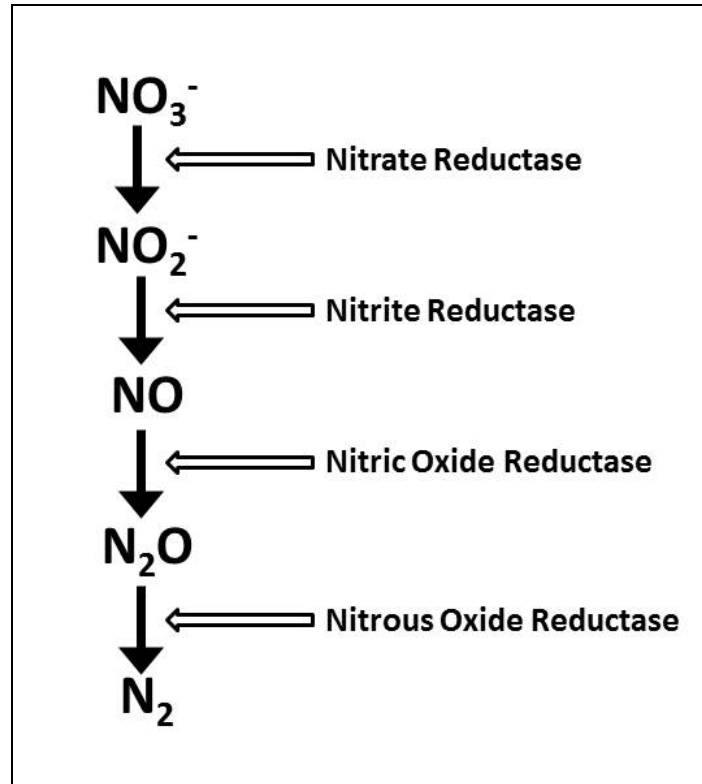 NO₃⁻
Nitrate Reductase
NO₂⁻
Nitrite Reductase
NO
Nitric Oxide Reductase
N₂O
Nitrous Oxide Reductase
N₂